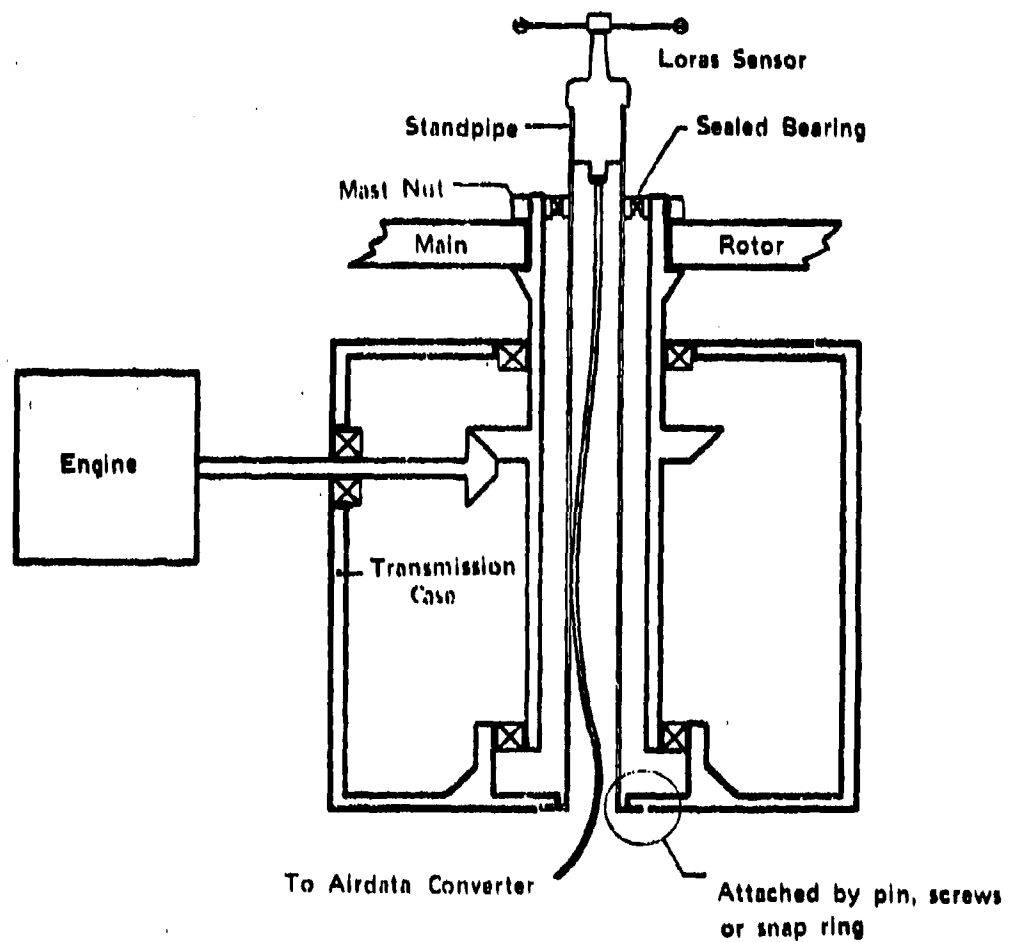 Loras Sensor
Standpipe
Sealed Bearing
Mast Nut
Main
Rotor
Engine
Transmission
Case
To Airdata Converter
Attached by pin, screws
or snap ring